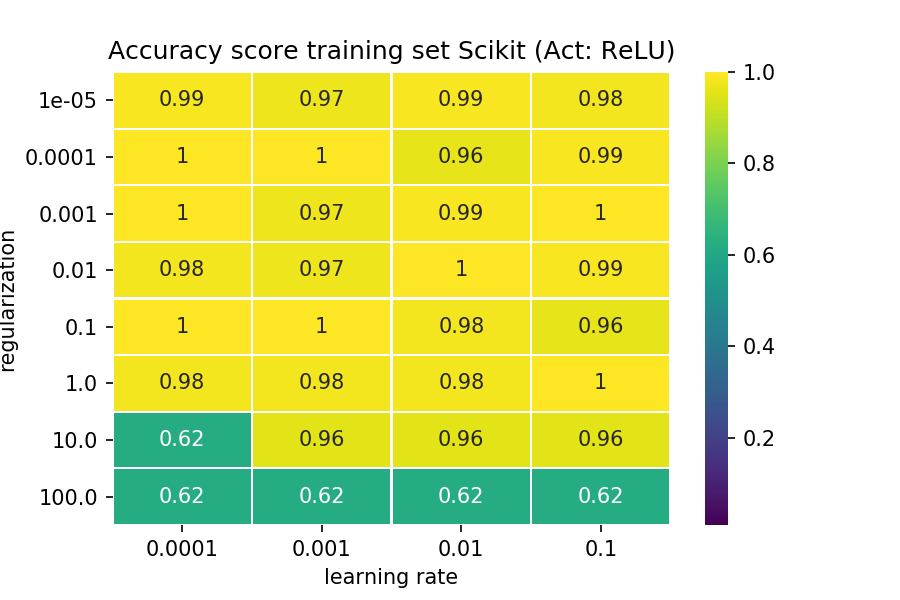 Accuracy score training set Scikit (Act: ReLU)
1e-05 0.99 0.97 0.99 0.98
0.0001 1 1 0.96 0.99
0.001 1 0.97 0.99 1
0.01 0.98 0.97 1 0.99
0.1 1 1 0.98 0.96
1.0 0.98 0.98 0.98 1
10.0 0.62 0.96 0.96 0.96
100.0 0.62 0.62 0.62 0.62
0.0001 0.001 0.01 0.1
learning rate
regularization
1.0
0.8
0.6
0.4
0.2